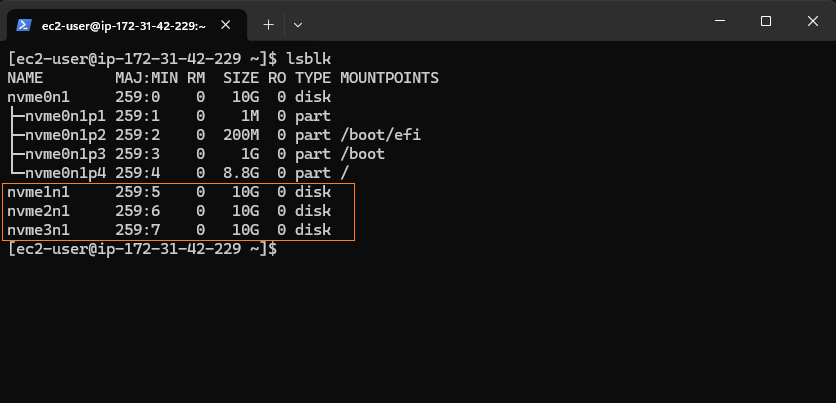 ec2-user@ip-172-31-42-229:~
[ec2-user@ip-172-31-42-229 ~]$ lsblk
NAME        MAJ:MIN RM  SIZE RO TYPE MOUNTPOINTS
nvme0n1     259:0    0   10G  0 disk
├─nvme0n1p1 259:1    0    1M  0 part
├─nvme0n1p2 259:2    0  200M  0 part /boot/efi
├─nvme0n1p3 259:3    0    1G  0 part /boot
└─nvme0n1p4 259:4    0  8.8G  0 part /
nvme1n1     259:5    0   10G  0 disk
nvme2n1     259:6    0   10G  0 disk
nvme3n1     259:7    0   10G  0 disk
[ec2-user@ip-172-31-42-229 ~]$